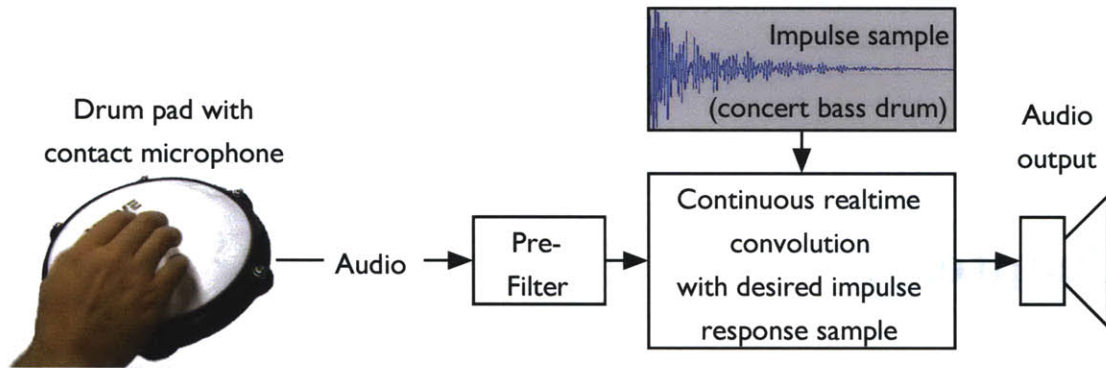 Impulse sample
(concert bass drum)
Drum pad with
contact microphone
Audio
output
Audio
Pre-
Filter
Continuous realtime
convolution
with desired impulse
response sample